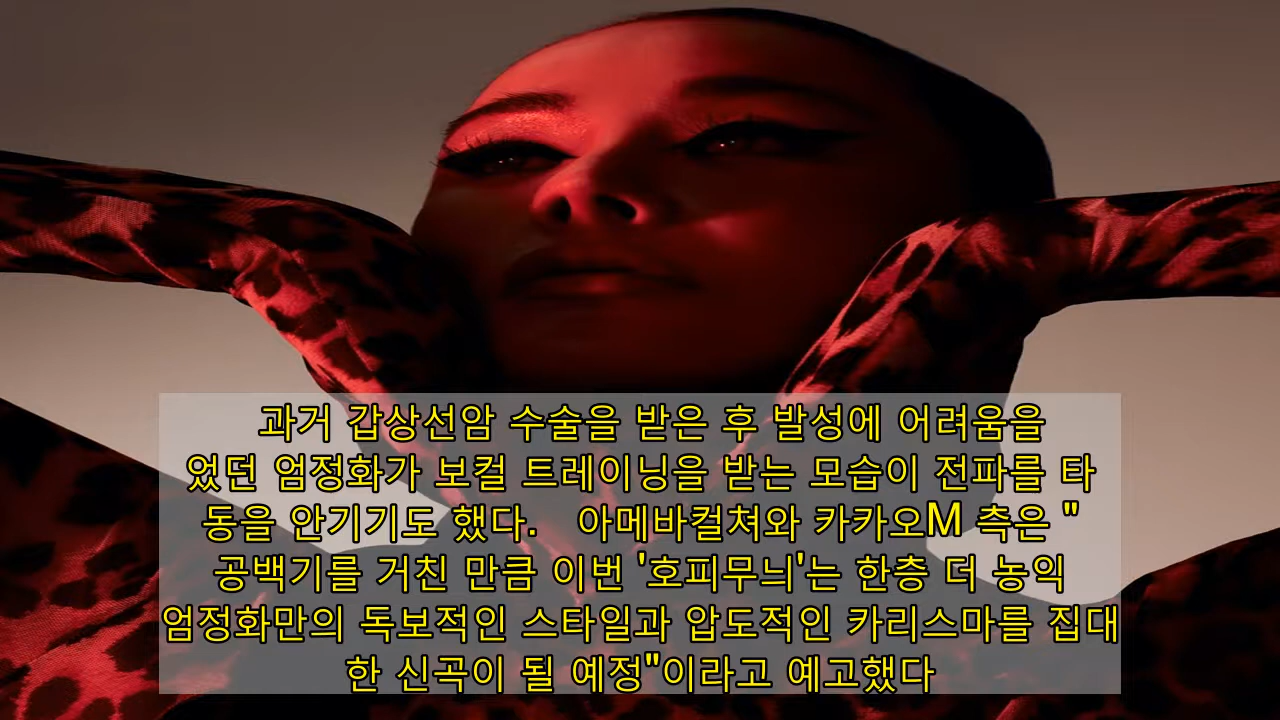 과거 갑상선암 수술을 받은 후 발성에 어려움을
었던 엄정화가 보컬 트레이닝을 받는 모습이 전파를 타
동을 안기기도 했다. 아메바컬쳐와 카카오M 측은 "
공백기를 거친 만큼 이번 '호피무늬'는 한층 더 농익
엄정화만의 독보적인 스타일과 압도적인 카리스마를 집대
한 신곡이 될 예정"이라고 예고했다